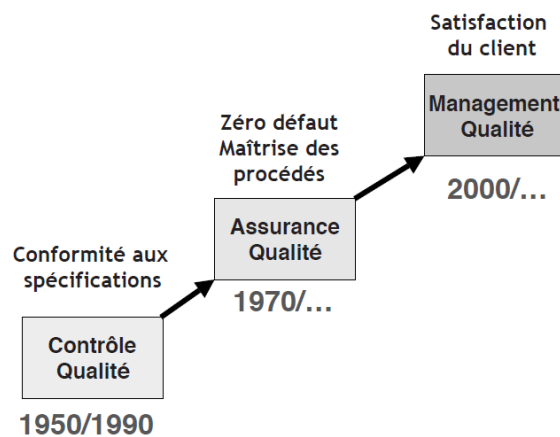 Satisfaction
du client
Management
Qualité
2000/...
Zéro défaut
Maîtrise des
procédés
Assurance
Qualité
1970/...
Conformité aux
spécifications
Contrôle
Qualité
1950/1990